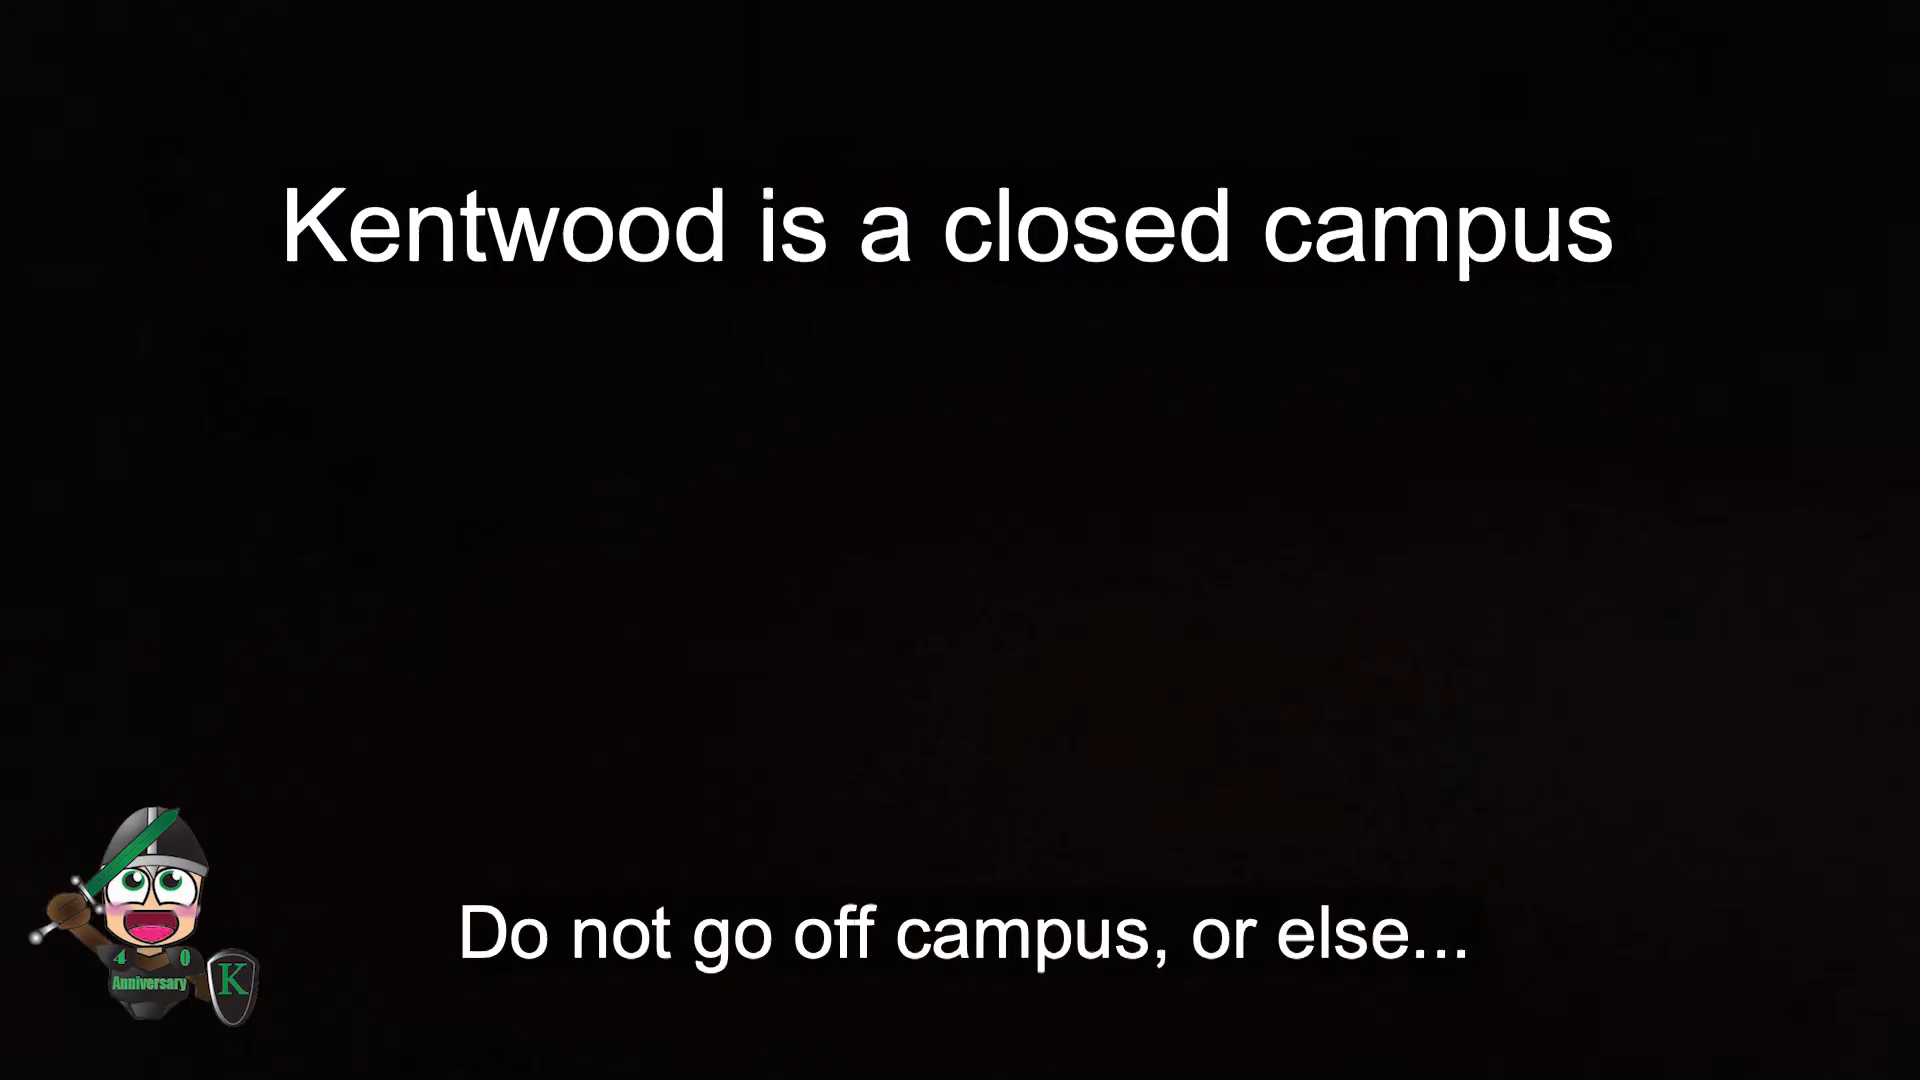 Kentwood is a closed campus
Do not go off campus, or else...
4 0
Anniversary
K